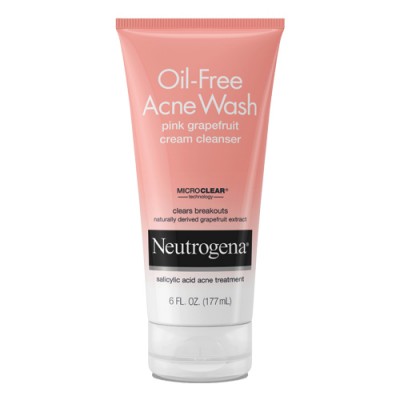 Oil-Free
Acne Wash
pink grapefruit
cream cleanser
MICROCLEAR®
technology
clears breakouts
naturally derived grapefruit extract
Neutrogena®
salicylic acid acne treatment
6 FL. OZ. (177mL)